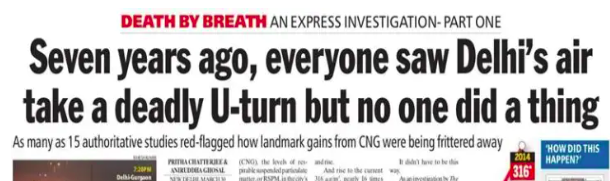 DEATH BY BREATH AN EXPRESS INVESTIGATION- PART ONE
Seven years ago, everyone saw Delhi's air
take a deadly U-turn but no one did a thing
As many as 15 authoritative studies red-flagged how landmark gains from CNG were being frittered away
7:20PM
Delhi-Gurgaon
PRITHA CHATTERJEE &
ANIRUDDHA GHOSAL
NEW DELHI, MARCH
(CNG), the levels of res-
pirable suspended particulate
matter, or RSPM, in the city's
and rise.
And rise to the current
316 nearly 16 times
It didn't have to be this
way.
As an investigation by The
2014
316*
'HOW DID THIS
HAPPEN?'